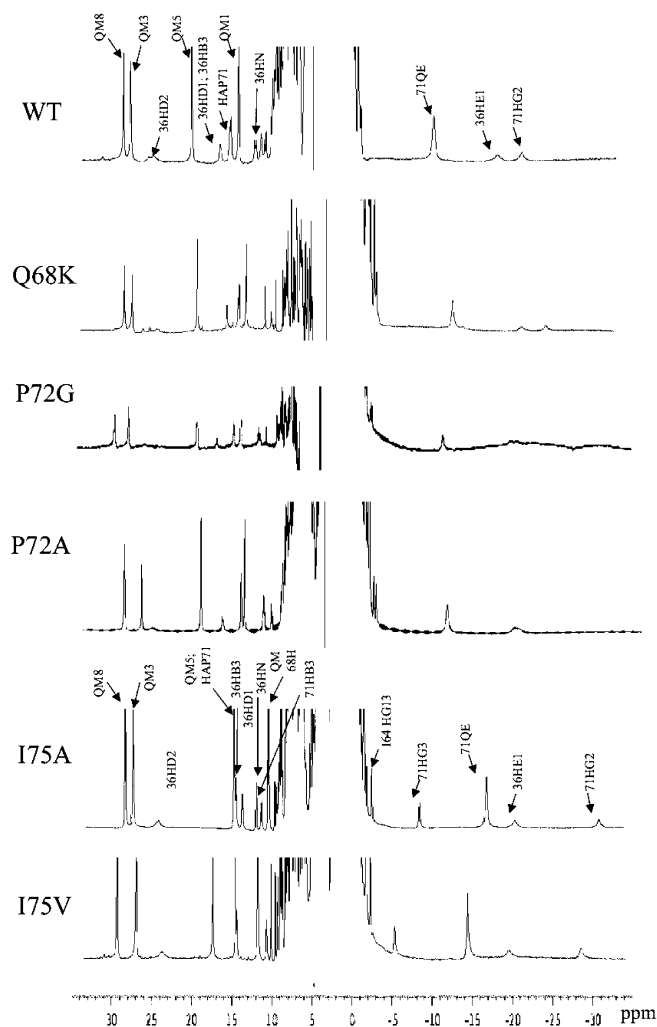 QM8
QM3
36HD2
QM5
36HD1; 36HB3
HAP71
QM1
36HN
71QE
36HE1
71HG2
WT
Q68K
P72G
P72A
QM8
QM3
36HD2
QM5;
HAP71
36HB3
36HD1
36HN
QM
68H
71HB3
I64 HG13
71HG3
71QE
36HE1
71HG2
I75A
I75V
30 25 20 15 10 5 0 -5 -10 -15 -20 -25 -30 ppm